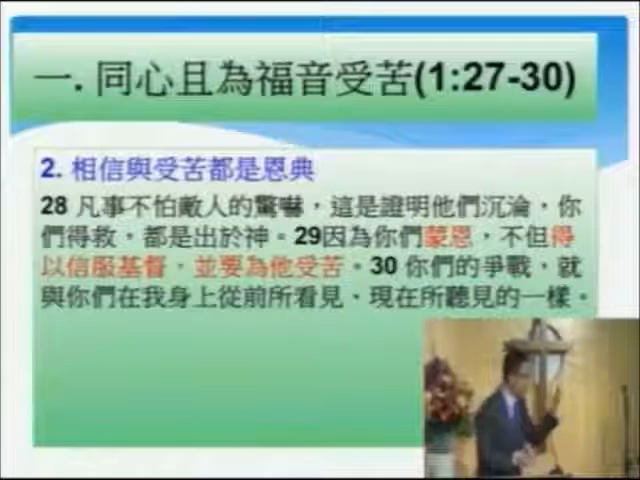 一. 同心且為福音受苦(1:27-30)
2. 相信與受苦都是恩典
28 凡事不怕敵人的驚嚇，這是證明他們沉淪，你
們得救，都是出於神。29因為你們蒙恩，不但得
以信服基督，並要為他受苦。30 你們的爭戰，就
與你們在我身上從前所看見、現在所聽見的一樣。